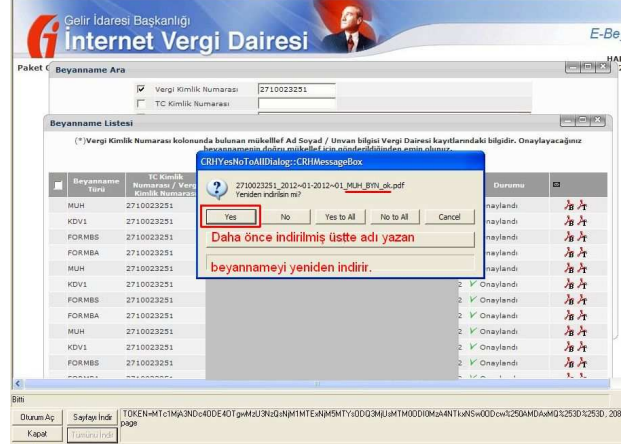 Gelir İdaresi Başkanlığı
İnternet Vergi Dairesi
E-Be
Paket
Beyanname Ara
Vergi Kimlik Numarası 2710023251
TC Kimlik Numarası
Beyanname Listesi
(*)Vergi Kimlik Kolonunda bulunan mükellef Ad Soyad / Unvan bilgisi Vergi Dairesi kayıtlarındaki bilgidir. Onaylayacağınız
beyannamenin doğru mükellef için gönderildiğinden emin olunuz.
CRHYesNoToAllDialog::CRHMessageBox
2710023251_2012~01-2012~01_MUH_BYN_ok.pdf
Yeniden indirilsin mi?
Yes No Yes to All No to All Cancel
Daha önce indirilmiş üstte adı yazan
beyannameyi yeniden indirir.
Beyanname Türü TC Kimlik Numarası / Vergi Kimlik Numarası Durumu
MUH 2710023251 Onaylandı
KDV1 2710023251 Onaylandı
FORMBS 2710023251 Onaylandı
FORMBA 2710023251 Onaylandı
MUH 2710023251 Onaylandı
KDV1 2710023251 2 Onaylandı
FORMBS 2710023251 2 Onaylandı
FORMBA 2710023251 2 Onaylandı
MUH 2710023251 2 Onaylandı
KDV1 2710023251 2 Onaylandı
FORMBS 2710023251 2 Onaylandı
Bitti
Oturum Aç Sayfayı İndir
page
Kapat Tümünü İndir